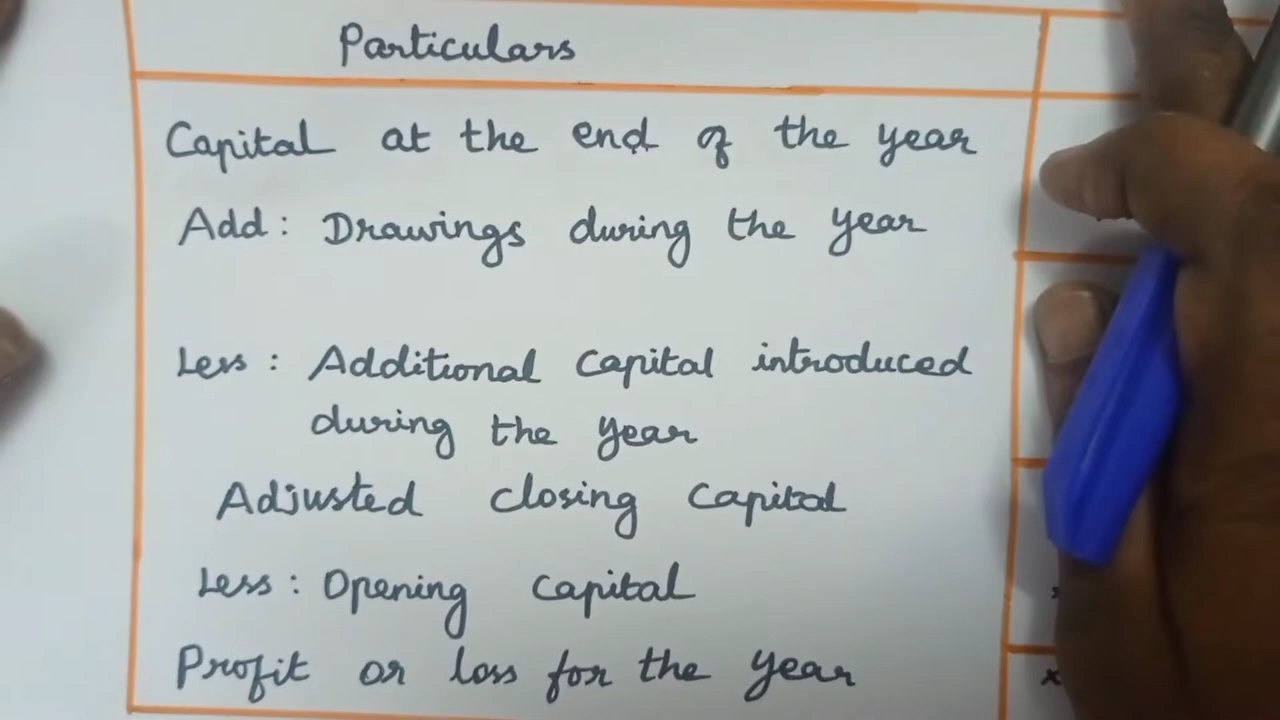 Particulars
Capital at the end of the year
Add: Drawings during the year
Less: Additional Capital introduced
during the year
Adjusted closing Capital
Less: Opening Capital
Profit or loss for the year
x